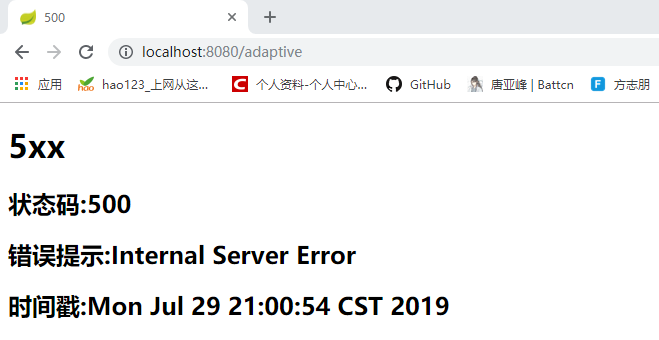 500
localhost:8080/adaptive
应用 hao123_上网从这... 个人资料-个人中心... GitHub 唐亚峰 | Battcn 方志朋
5xx
状态码:500
错误提示:Internal Server Error
时间戳:Mon Jul 29 21:00:54 CST 2019